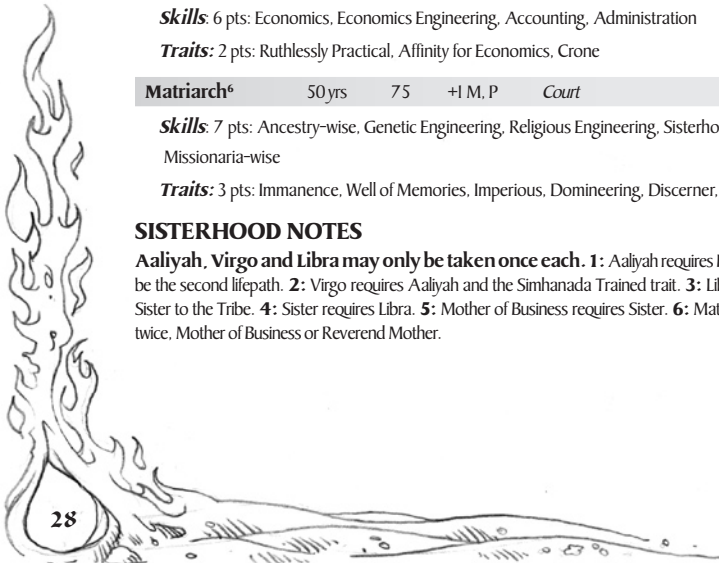 Skills: 6 pts: Economics, Economics Engineering, Accounting, Administration
Traits: 2 pts: Ruthlessly Practical, Affinity for Economics, Crone
Matriarch⁶ 50 yrs 75 +1 M, P Court
Skills: 7 pts: Ancestry-wise, Genetic Engineering, Religious Engineering,
Missionaria-wise
Traits: 3 pts: Immanence, Well of Memories, Imperious, Domineering, Discerner,
SISTERHOOD NOTES
Aaliyah, Virgo and Libra may only be taken once each. 1: Aaliyah requires
be the second lifepath. 2: Virgo requires Aaliyah and the Simhanada Trained trait. 3:
Sister to the Tribe. 4: Sister requires Libra. 5: Mother of Business requires Sister. 6:
twice, Mother of Business or Reverend Mother.
28